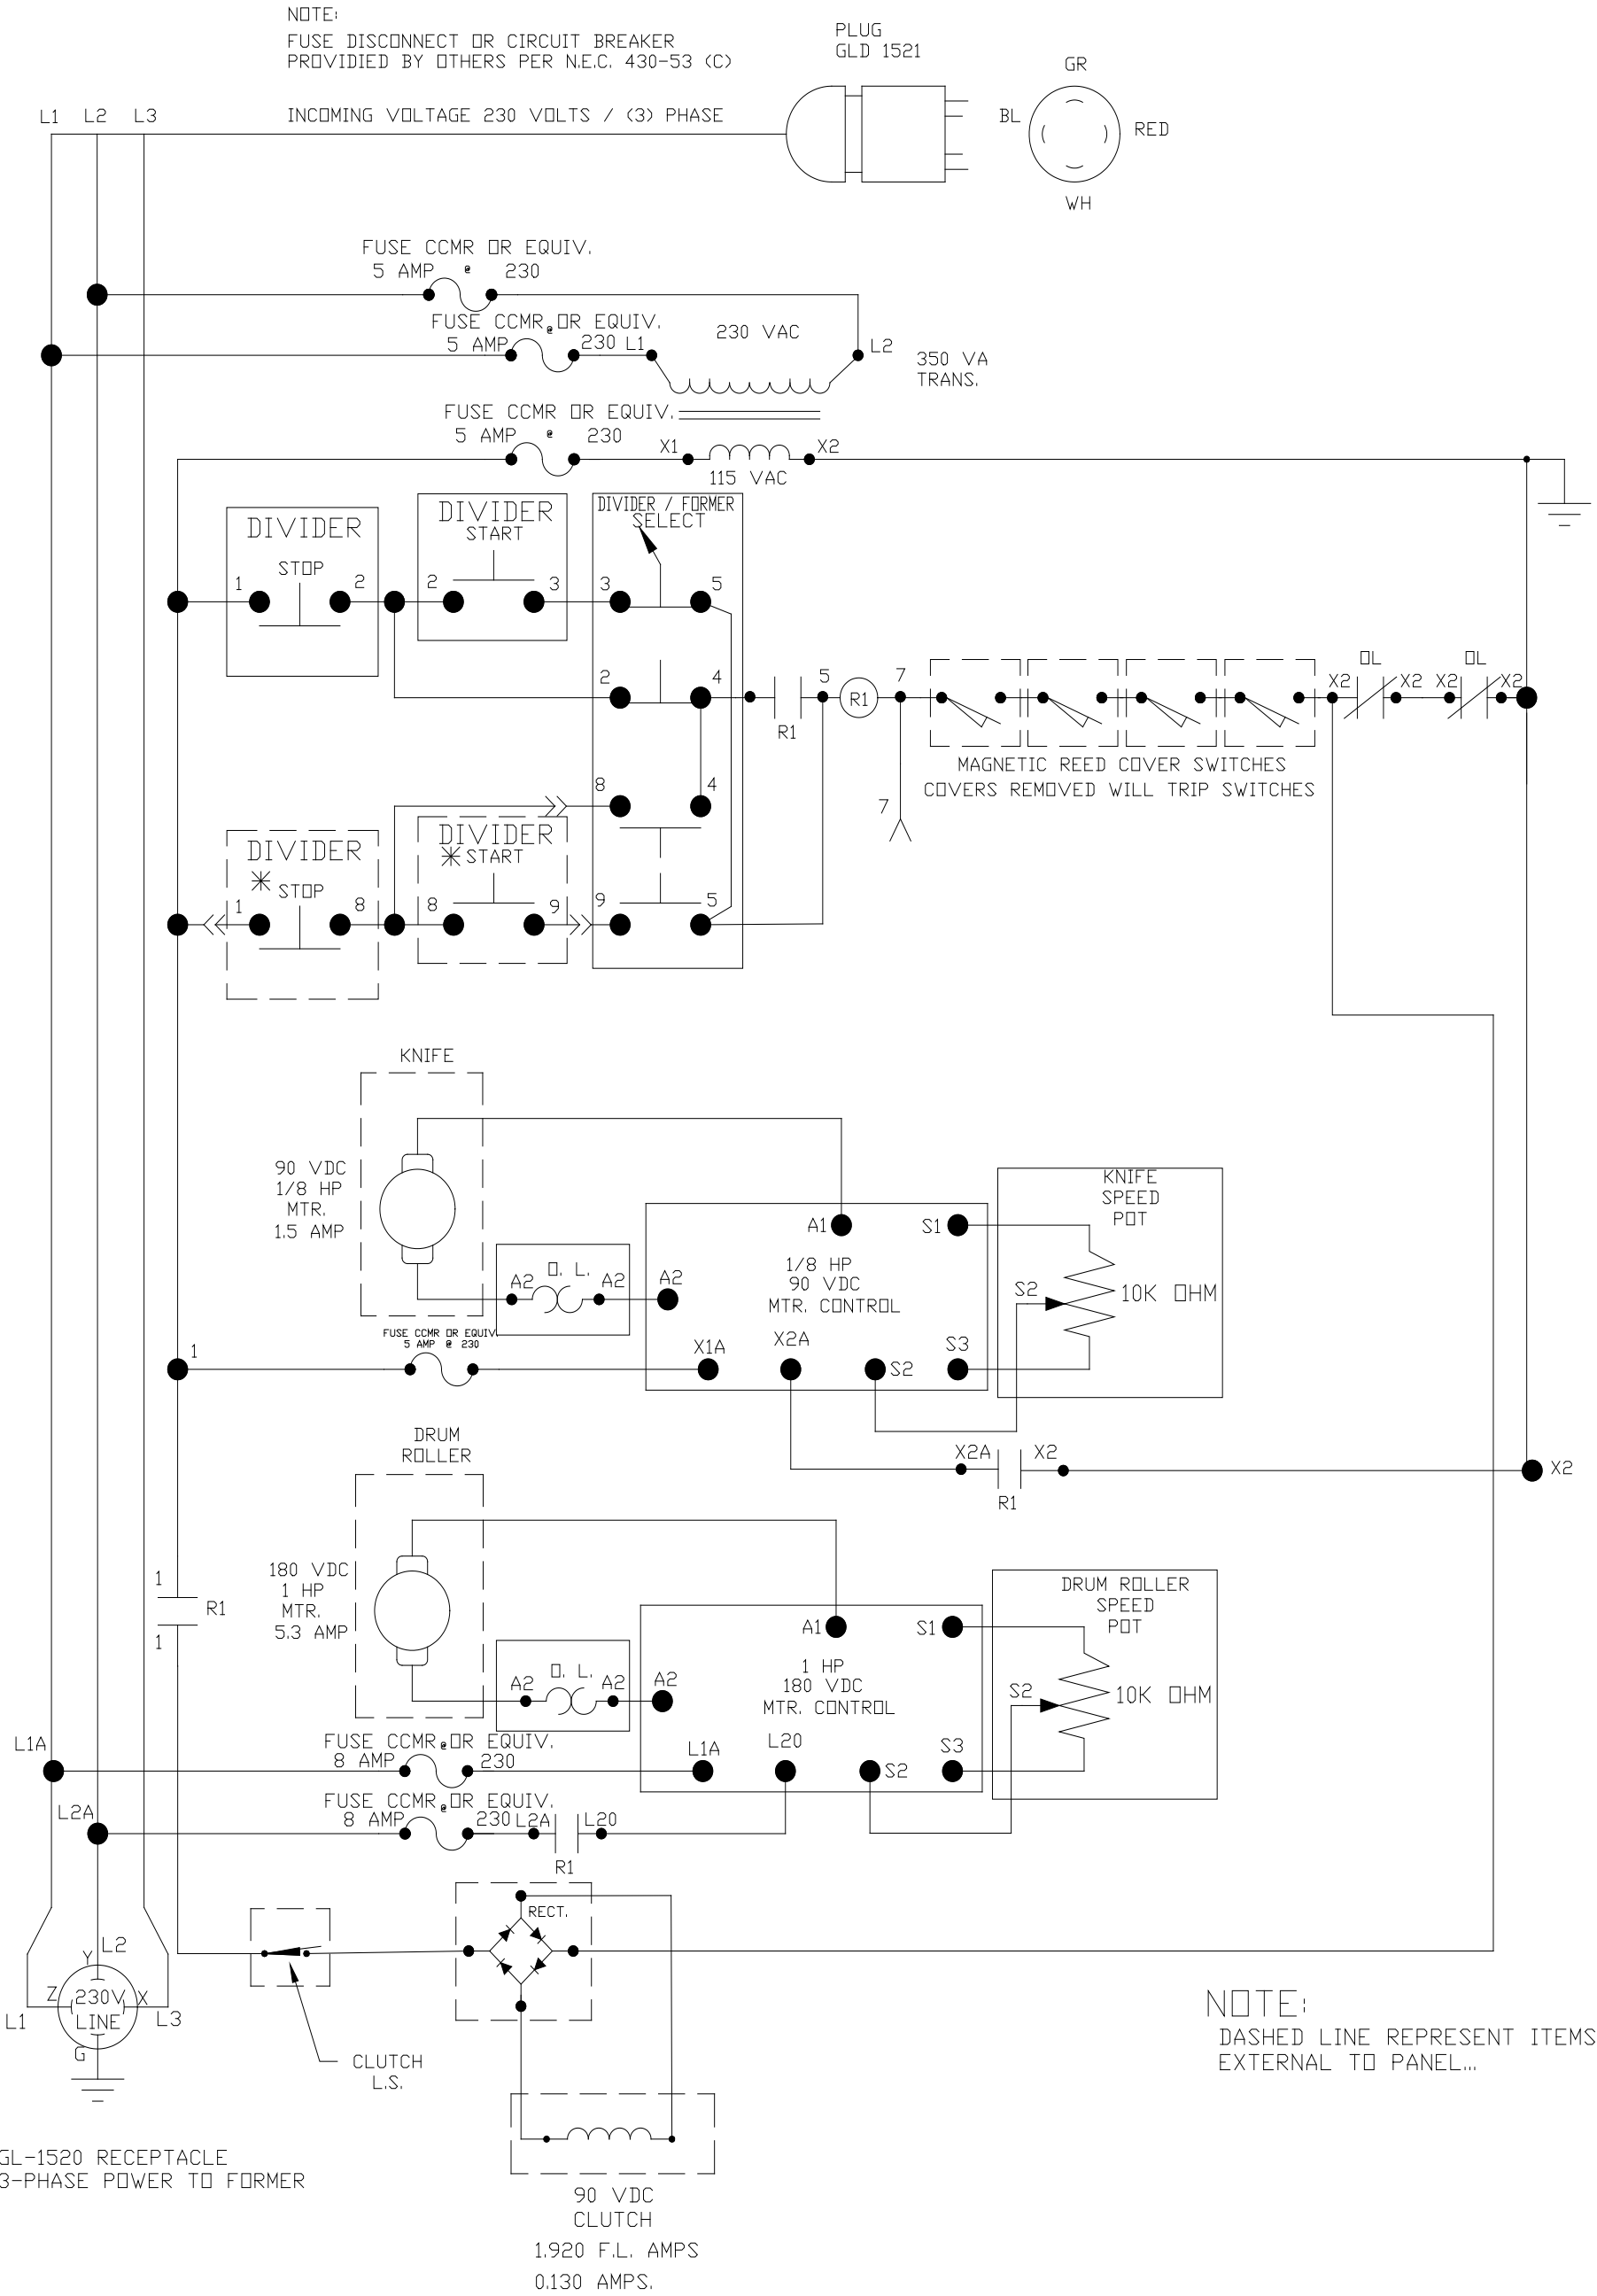 NOTE:
FUSE DISCONNECT OR CIRCUIT BREAKER
PROVIDIED BY OTHERS PER N.E.C. 430-53 (C)
PLUG
GLD 1521
GR
BL
RED
WH
L1 L2 L3
INCOMING VOLTAGE 230 VOLTS / (3) PHASE
FUSE CCMR OR EQUIV.
5 AMP @ 230
FUSE CCMR @ OR EQUIV.
5 AMP 230 L1
230 VAC
L2
350 VA
TRANS.
FUSE CCMR OR EQUIV.
5 AMP @ 230
X1 X2
115 VAC
DIVIDER
STOP
1 2
DIVIDER
START
2 3
DIVIDER / FORMER
SELECT
3 5
2 4
8 4
9 5
R1
5
R1
7
7
MAGNETIC REED COVER SWITCHES
COVERS REMOVED WILL TRIP SWITCHES
OL OL
X2 X2 X2 X2
DIVIDER
* STOP
1 8
DIVIDER
* START
8 9
KNIFE
90 VDC
1/8 HP
MTR.
1.5 AMP
A2 O. L. A2
A2
A1
S1
1/8 HP
90 VDC
MTR. CONTROL
X1A X2A S2 S3
KNIFE
SPEED
POT
S2
10K OHM
FUSE CCMR OR EQUIV.
5 AMP @ 230
1
X2A X2
R1
X2
DRUM
ROLLER
180 VDC
1 HP
MTR.
5.3 AMP
1
R1
1
A2 O. L. A2
A2
A1
S1
1 HP
180 VDC
MTR. CONTROL
L1A L20 S2 S3
DRUM ROLLER
SPEED
POT
S2
10K OHM
L1A
FUSE CCMR @ OR EQUIV.
8 AMP 230
L2A
FUSE CCMR @ OR EQUIV.
8 AMP 230 L2A L20
R1
RECT.
L2
Y
Z 230V X
LINE
L1 L3
G
CLUTCH
L.S.
NOTE:
DASHED LINE REPRESENT ITEMS
EXTERNAL TO PANEL...
GL-1520 RECEPTACLE
3-PHASE POWER TO FORMER
90 VDC
CLUTCH
1.920 F.L. AMPS
0.130 AMPS.